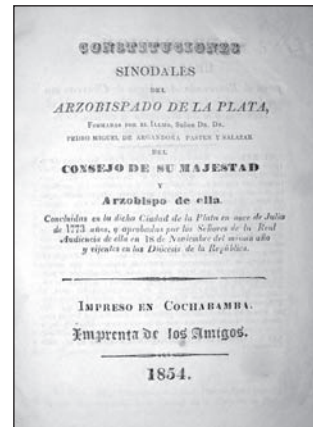 CONSTITUCIONES
SINODALES
DEL
ARZOBISPADO DE LA PLATA,
FORMADAS POR EL ILLMO. SEÑOR DR. DN.
PEDRO MIGUEL DE ARGANDOÑA PASTEN Y SALAZAR
DEL
CONSEJO DE SU MAJESTAD
Y
Arzobispo de ella.
Concluidas en la dicha Ciudad de la Plata en once de Julio
de 1773 años, y aprobadas por los Señores de la Real
Audiencia de ella en 18 de Noviembre del mismo año
y vijentes en las Diócesis de la República.
IMPRESO EN COCHABAMBA.
Imprenta de los Amigos.
1854.